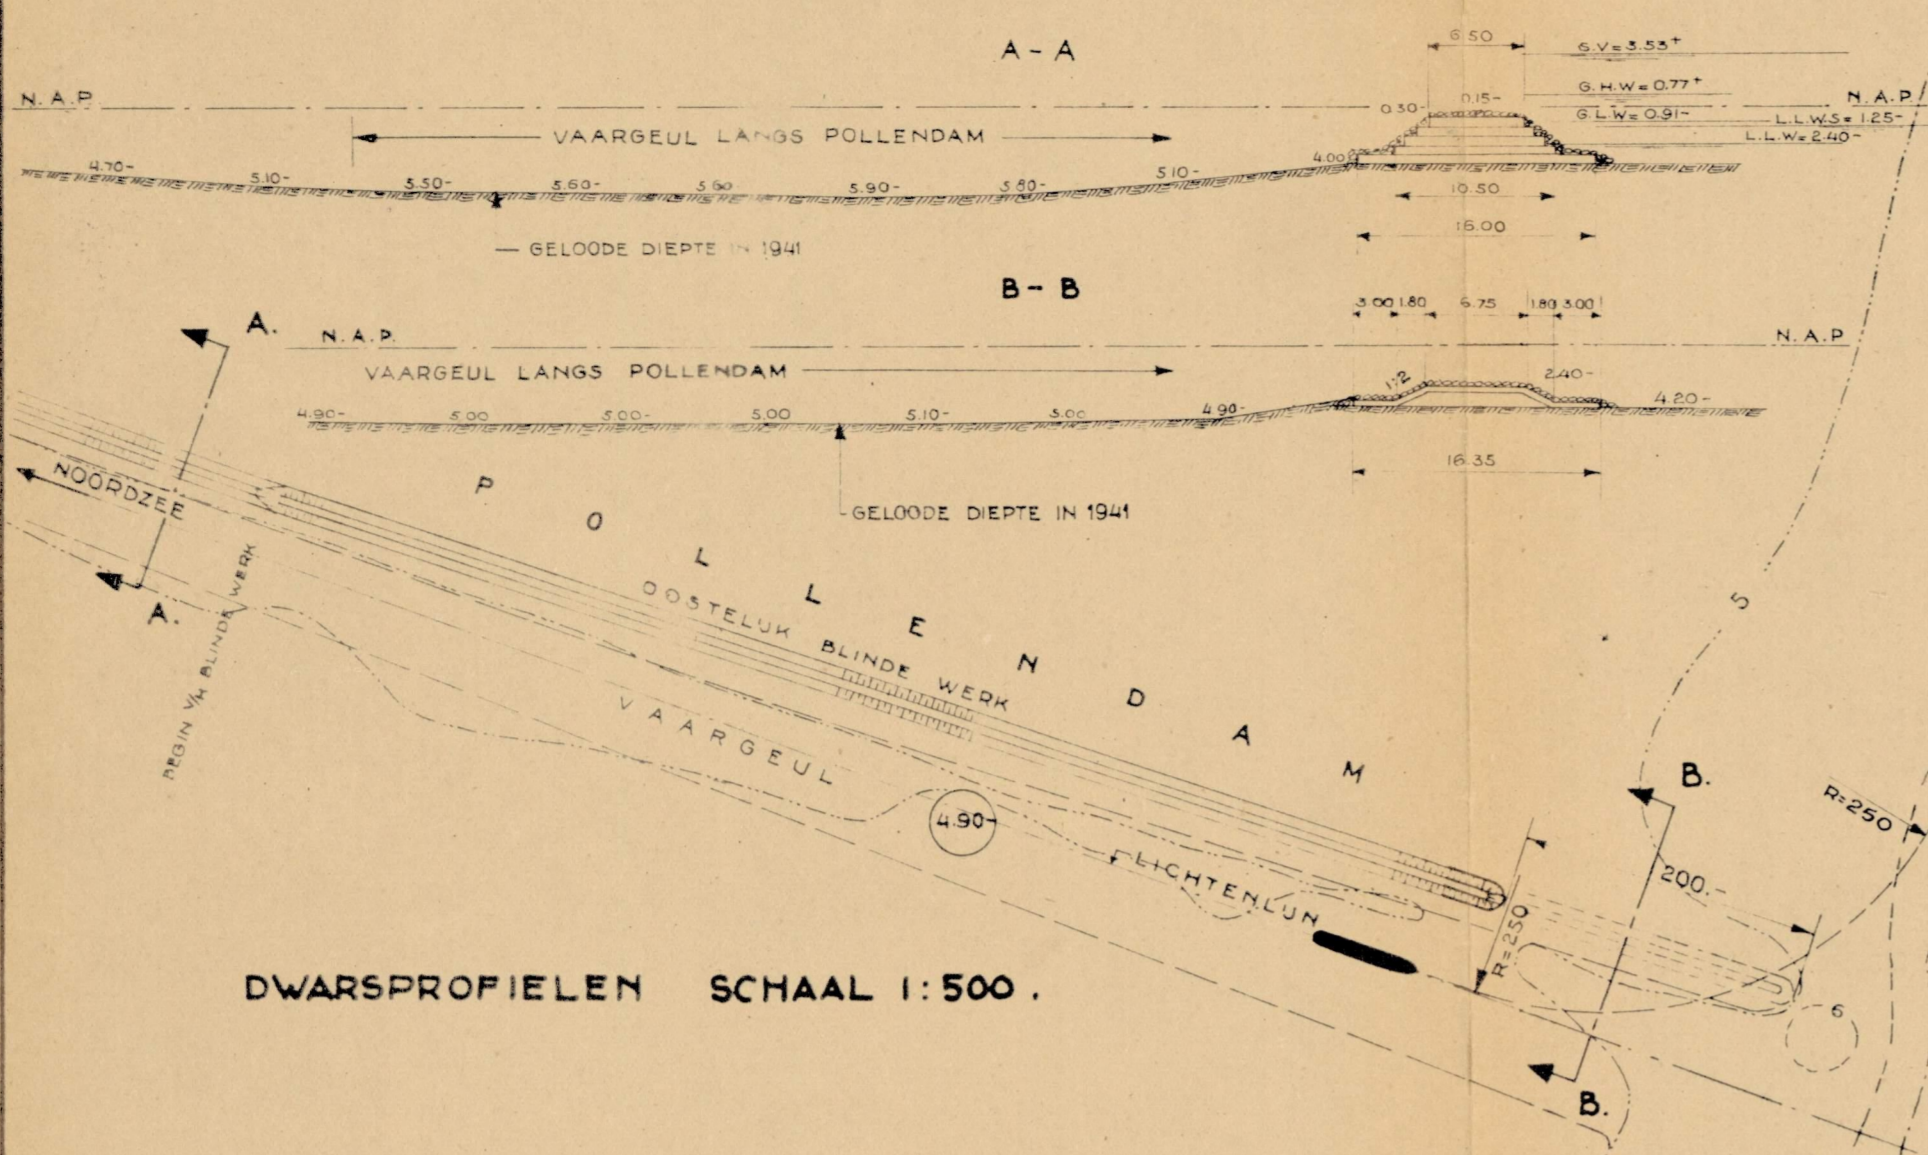 A - A
6.50
G.V = 3.53+
G.H.W = 0.77+
N.A.P.
0.30-
0.15-
N.A.P.
G.L.W = 0.91-
L.L.W.S = 1.25-
VAARGEUL LANGS POLLENDAM
L.L.W = 2.40-
4.70-
5.10-
5.50-
5.60-
5.60
5.90-
5.80-
5.10-
4.00
10.50
16.00
GELOODE DIEPTE IN 1941
B - B
3.00 1.80 6.75 1.80 3.00
A.
N.A.P.
N.A.P
VAARGEUL LANGS POLLENDAM
1:2
2.40-
4.90-
5.00
5.00-
5.00
5.10-
5.00
4.90-
4.20-
16.35
GELOODE DIEPTE IN 1941
NOORDZEE
A.
BEGIN V/H BLINDE WERK
POLLENDAM
OOSTELIJK BLINDE WERK
VAARGEUL
4.90-
LICHTENLIJN
5
B.
R=250
200.-
R=250
6
B.
DWARSPROFIELEN SCHAAL 1:500.